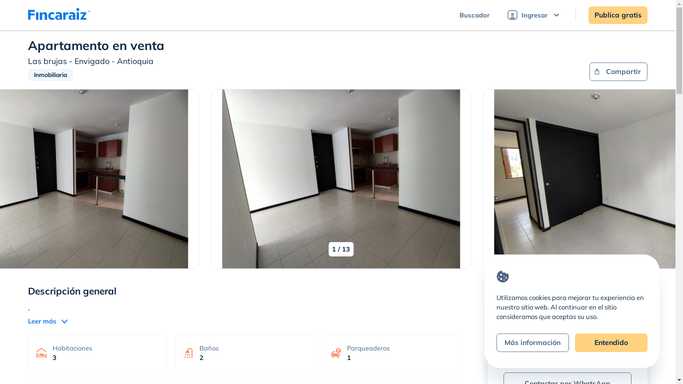 Fincaraiz
Buscador
Ingresar
Publica gratis
Apartamento en venta
Las brujas - Envigado - Antioquia
Inmobiliaria
Compartir
1 / 13
Descripción general
.
Leer más
Habitaciones
3
Baños
2
Parqueaderos
1
Utilizamos cookies para mejorar tu experiencia en
nuestro sitio web. Al continuar en el sitio
consideramos que aceptas su uso.
Más información
Entendido
Contactar por WhatsApp